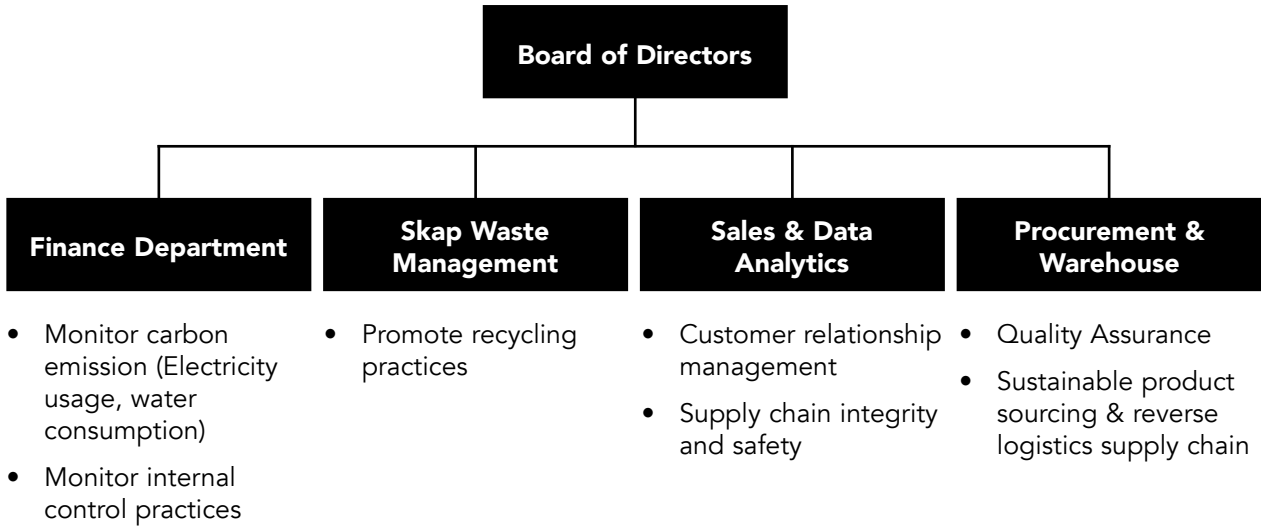 Board of Directors
Finance Department
Skap Waste
Management
Sales & Data
Analytics
Procurement &
Warehouse
• Monitor carbon
emission (Electricity
usage, water
consumption)
• Monitor internal
control practices
• Promote recycling
practices
• Customer relationship
management
• Supply chain integrity
and safety
• Quality Assurance
• Sustainable product
sourcing & reverse
logistics supply chain